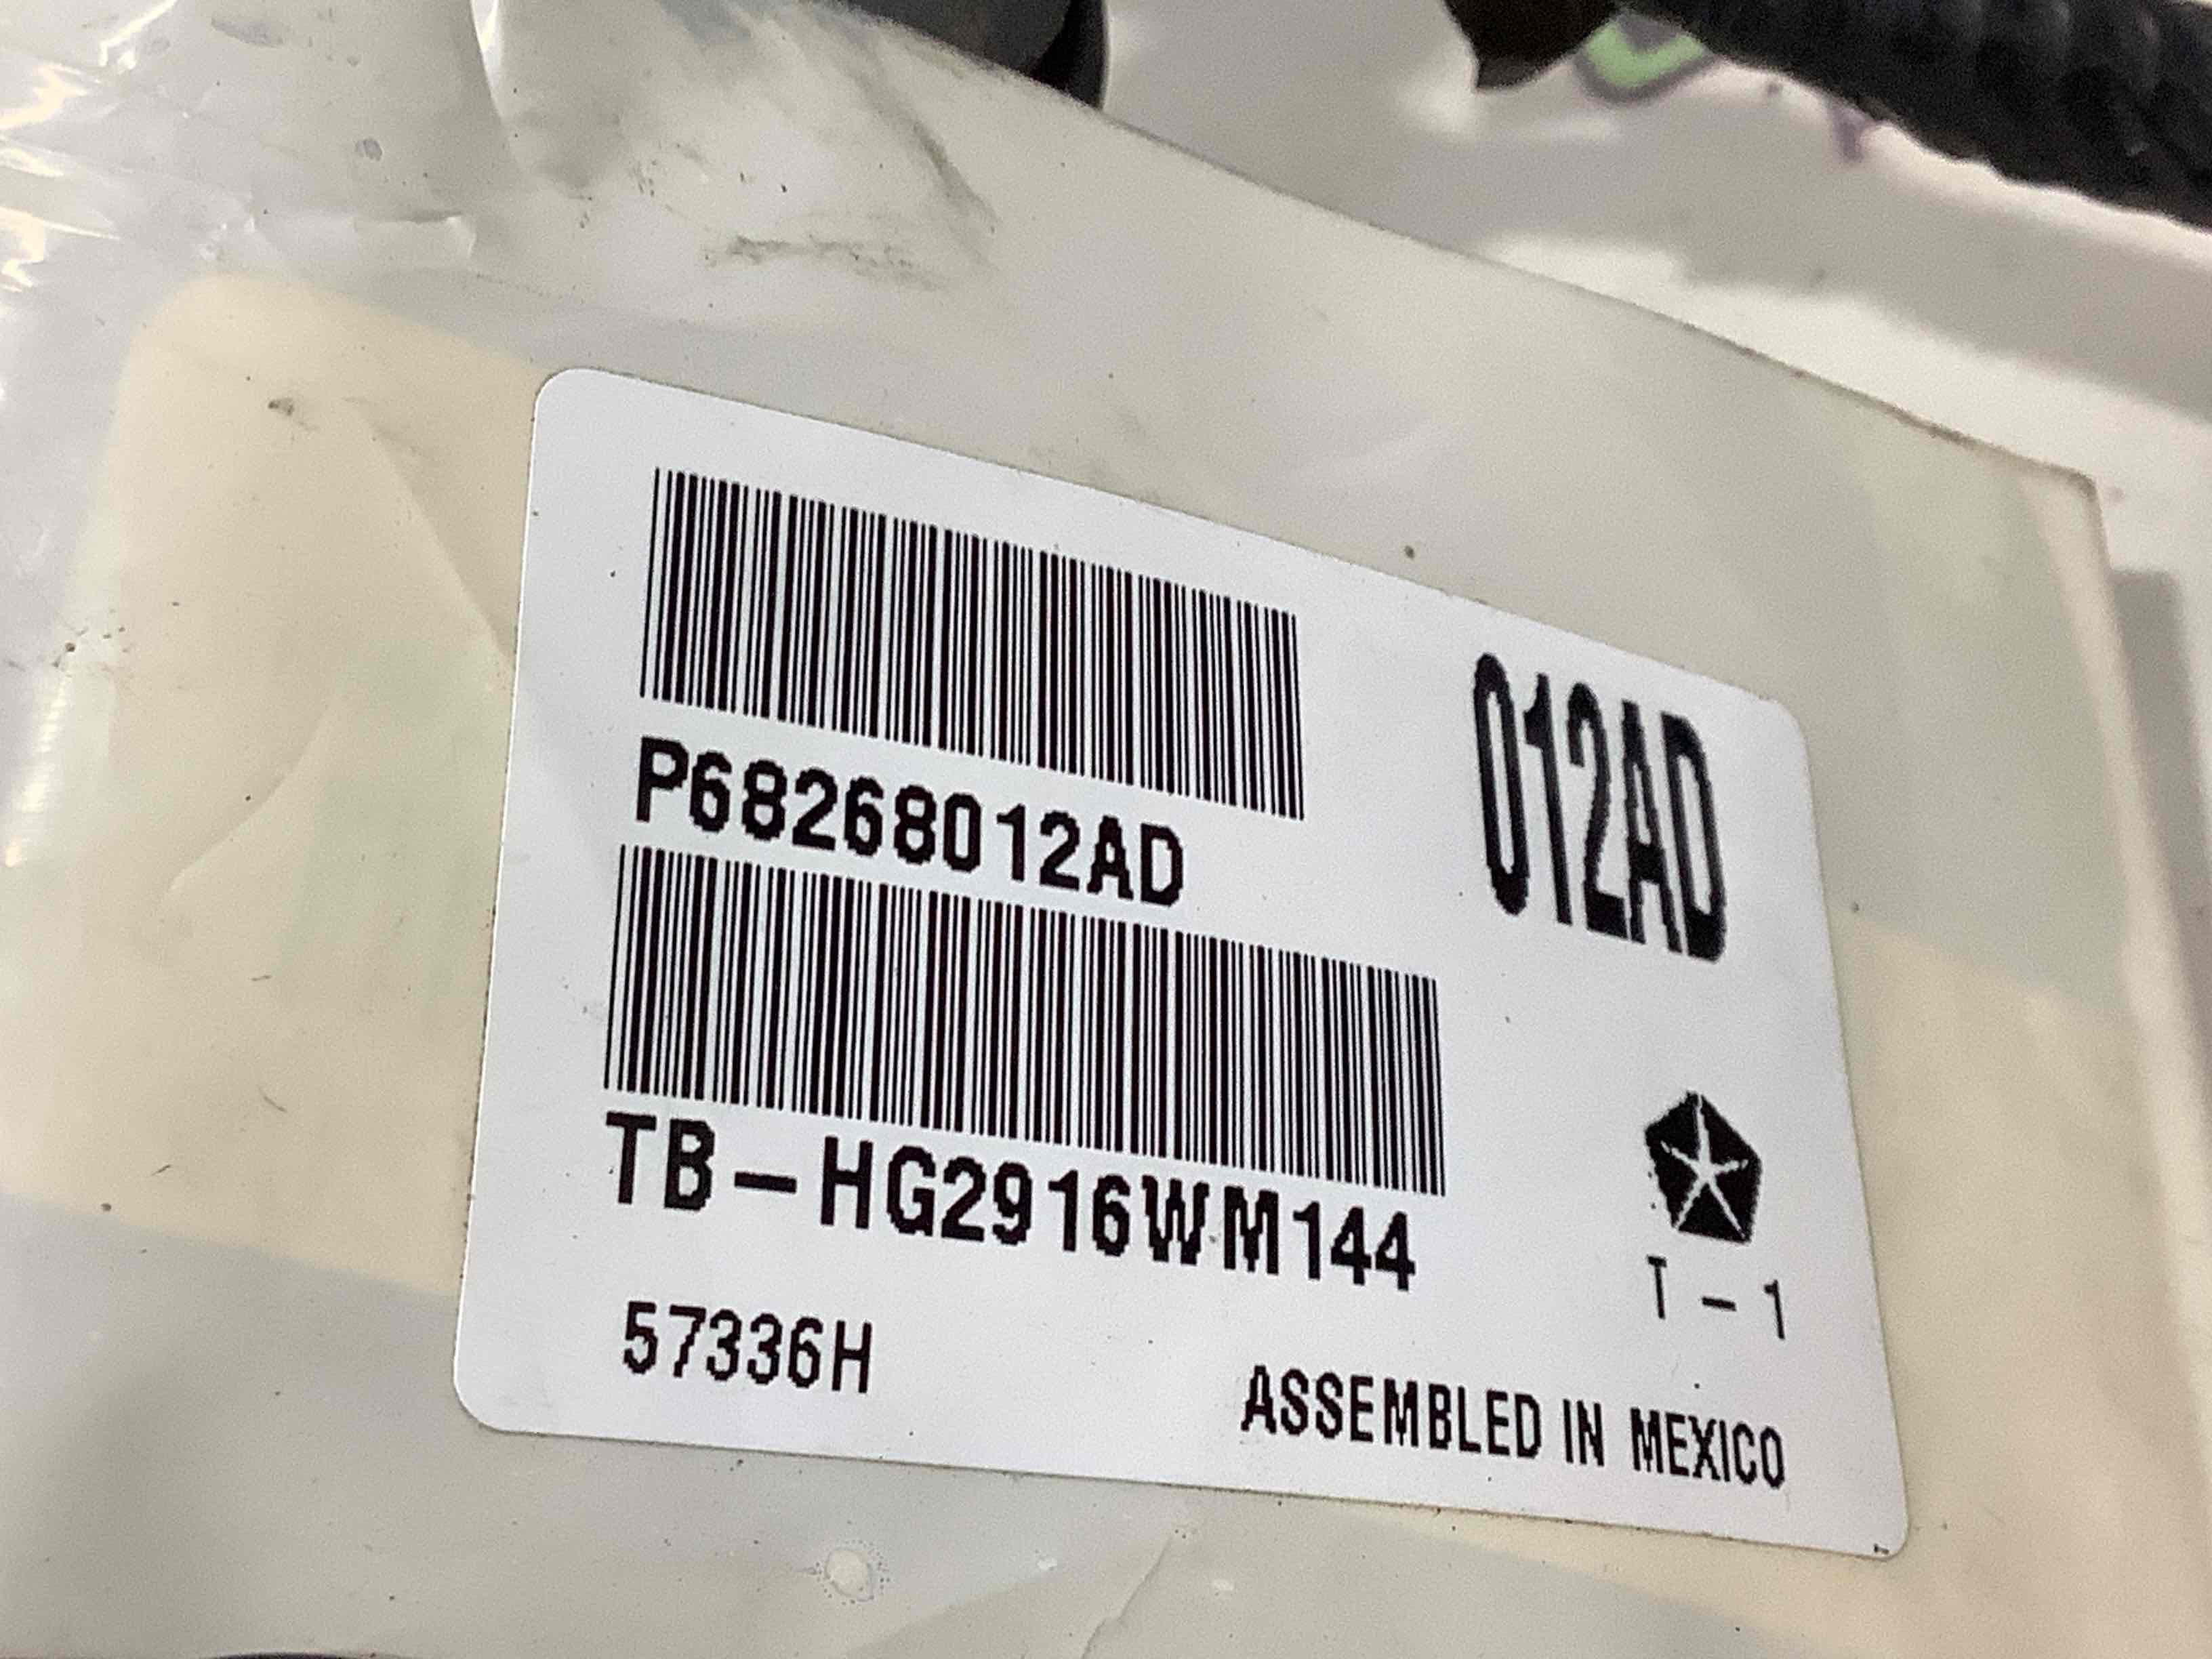 012AD
P68268012AD
TB-HG2916WM144
T-1
57336H
ASSEMBLED IN MEXICO